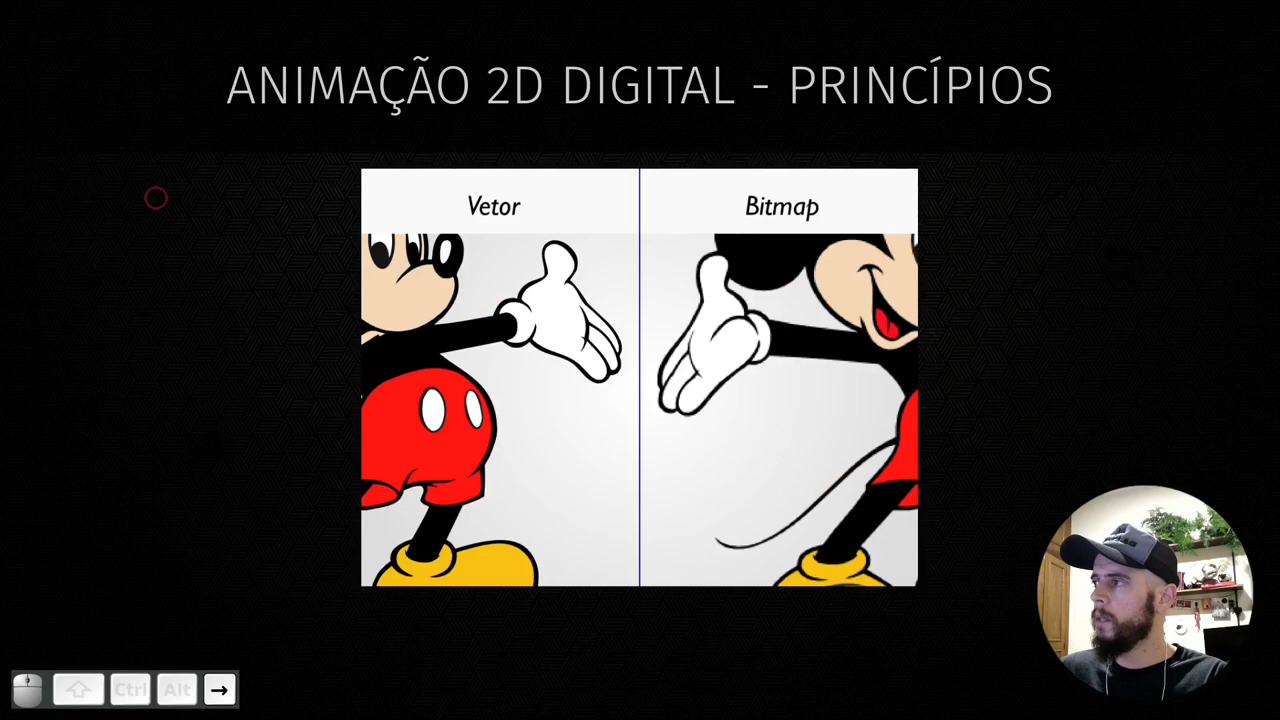 ANIMAÇÃO 2D DIGITAL - PRINCÍPIOS
Vetor
Bitmap
Ctrl
Alt
→